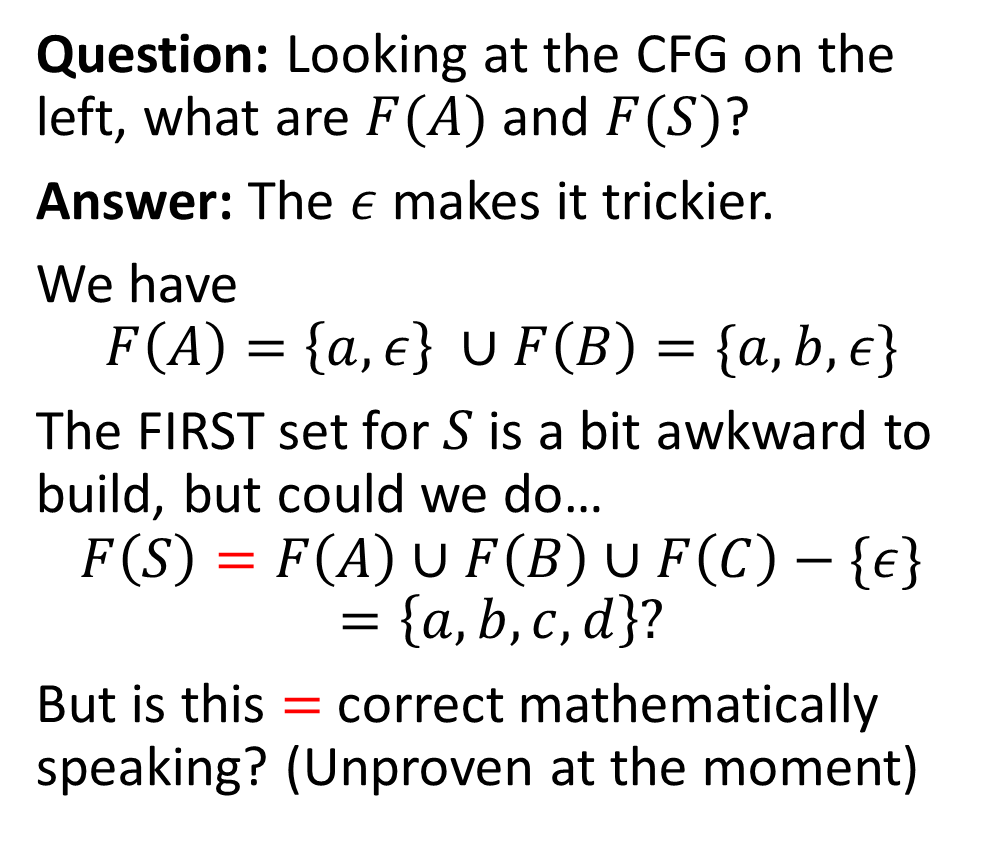 Question: Looking at the CFG on the
left, what are F(A) and F(S)?
Answer: The ϵ makes it trickier.
We have
F(A) = {a, ϵ} ∪ F(B) = {a, b, ϵ}
The FIRST set for S is a bit awkward to
build, but could we do…
F(S) = F(A) ∪ F(B) ∪ F(C) − {ϵ}
= {a, b, c, d}?
But is this = correct mathematically
speaking? (Unproven at the moment)